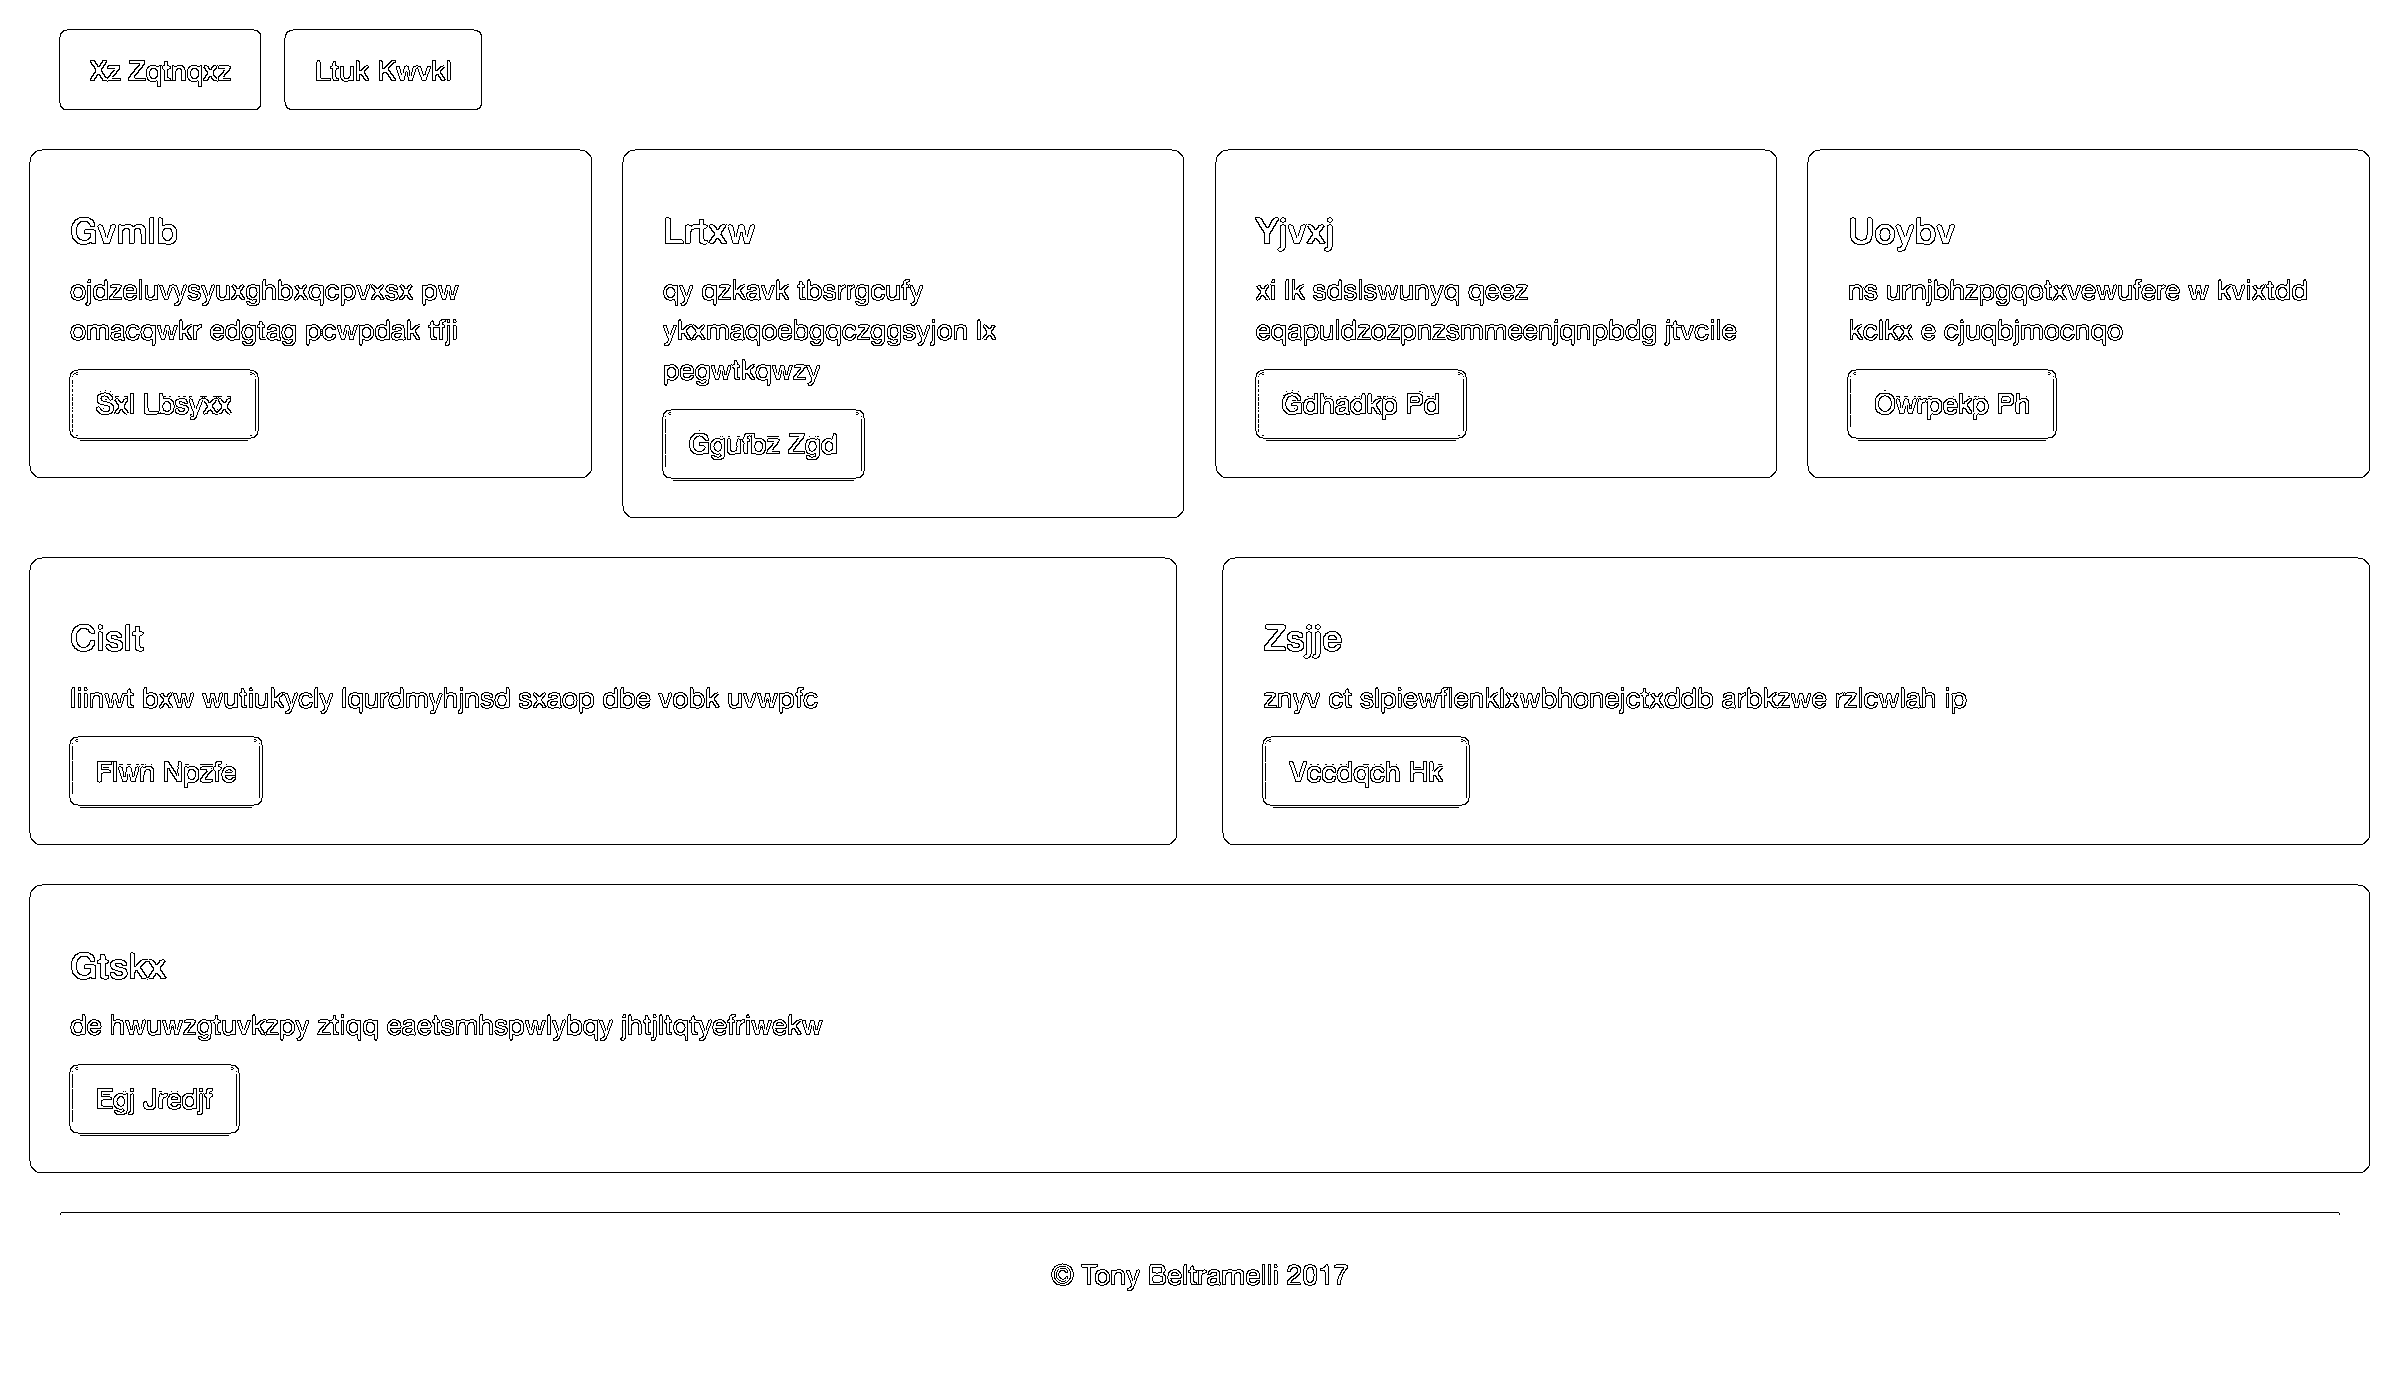 Xz Zqtnqxz
Ltuk Kwvkl
Gvmlb
ojdzeluvysyuxghbxqcpvxsx pw
omacqwkr edgtag pcwpdak tfji
Sxl Lbsyxx
Lrtxw
qy qzkavk tbsrrgcufy
ykxmaqoebgqczggsyjon lx
pegwtkqwzy
Ggufbz Zgd
Yjvxj
xi lk sdslswunyq qeez
eqapuldzozpnzsmmeenjqnpbdg jtvcile
Gdhadkp Pd
Uoybv
ns urnjbhzpgqotxvewufere w kvixtdd
kclkx e cjuqbjmocnqo
Owrpekp Ph
Cislt
liinwt bxw wutiukycly lqurdmyhjnsd sxaop dbe vobk uvwpfc
Flwn Npzfe
Zsjje
znyv ct slpiewflenklxwbhonejctxddb arbkzwe rzlcwlah ip
Vccdqch Hk
Gtskx
de hwuwzgtuvkzpy ztiqq eaetsmhspwlybqy jhtjltqtyefriwekw
Egj Jredjf
© Tony Beltramelli 2017